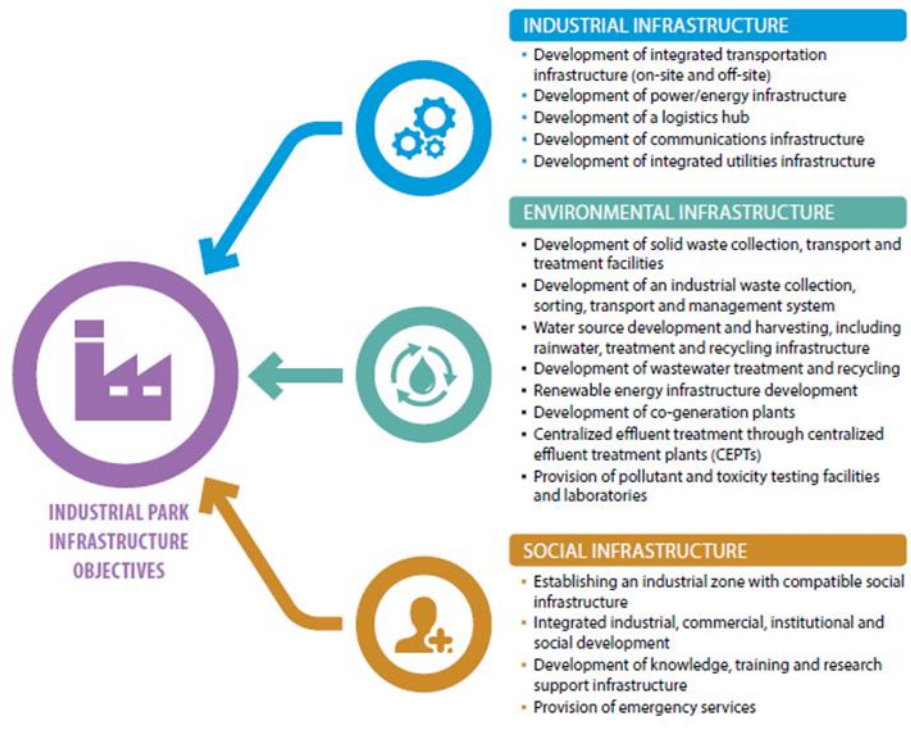 INDUSTRIAL INFRASTRUCTURE
• Development of integrated transportation
infrastructure (on-site and off-site)
• Development of power/energy infrastructure
• Development of a logistics hub
• Development of communications infrastructure
• Development of integrated utilities infrastructure
ENVIRONMENTAL INFRASTRUCTURE
• Development of solid waste collection, transport and
treatment facilities
• Development of an industrial waste collection,
sorting, transport and management system
• Water source development and harvesting, including
rainwater, treatment and recycling infrastructure
• Development of wastewater treatment and recycling
• Renewable energy infrastructure development
• Development of co-generation plants
• Centralized effluent treatment through centralized
effluent treatment plants (CEPTs)
• Provision of pollutant and toxicity testing facilities
and laboratories
INDUSTRIAL PARK
INFRASTRUCTURE
OBJECTIVES
SOCIAL INFRASTRUCTURE
• Establishing an industrial zone with compatible social
infrastructure
• Integrated industrial, commercial, institutional and
social development
• Development of knowledge, training and research
support infrastructure
• Provision of emergency services